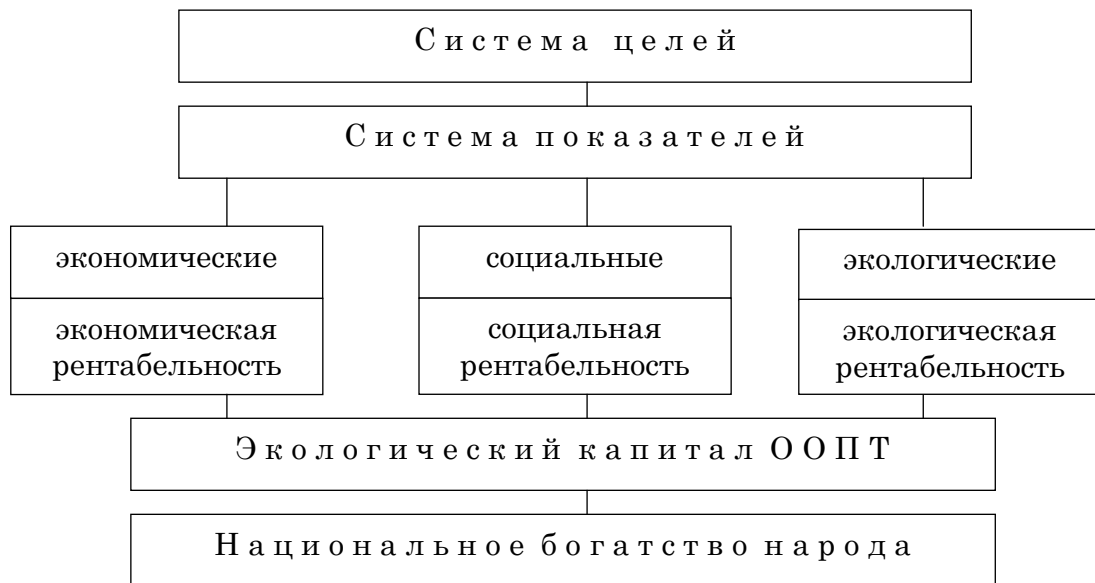 Система целей
Система показателей
экономические
экономическая
рентабельность
социальные
социальная
рентабельность
экологические
экологическая
рентабельность
Экологический капитал ООПТ
Национальное богатство народа